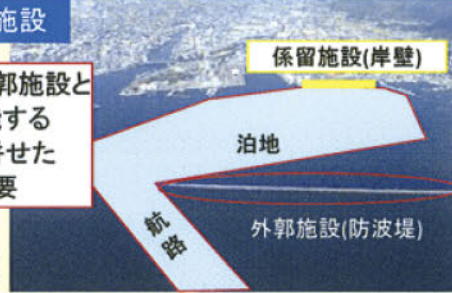 施設
係留施設(岸壁)
郭施設と
する
せた
要
泊地
外郭施設(防波堤)
航路